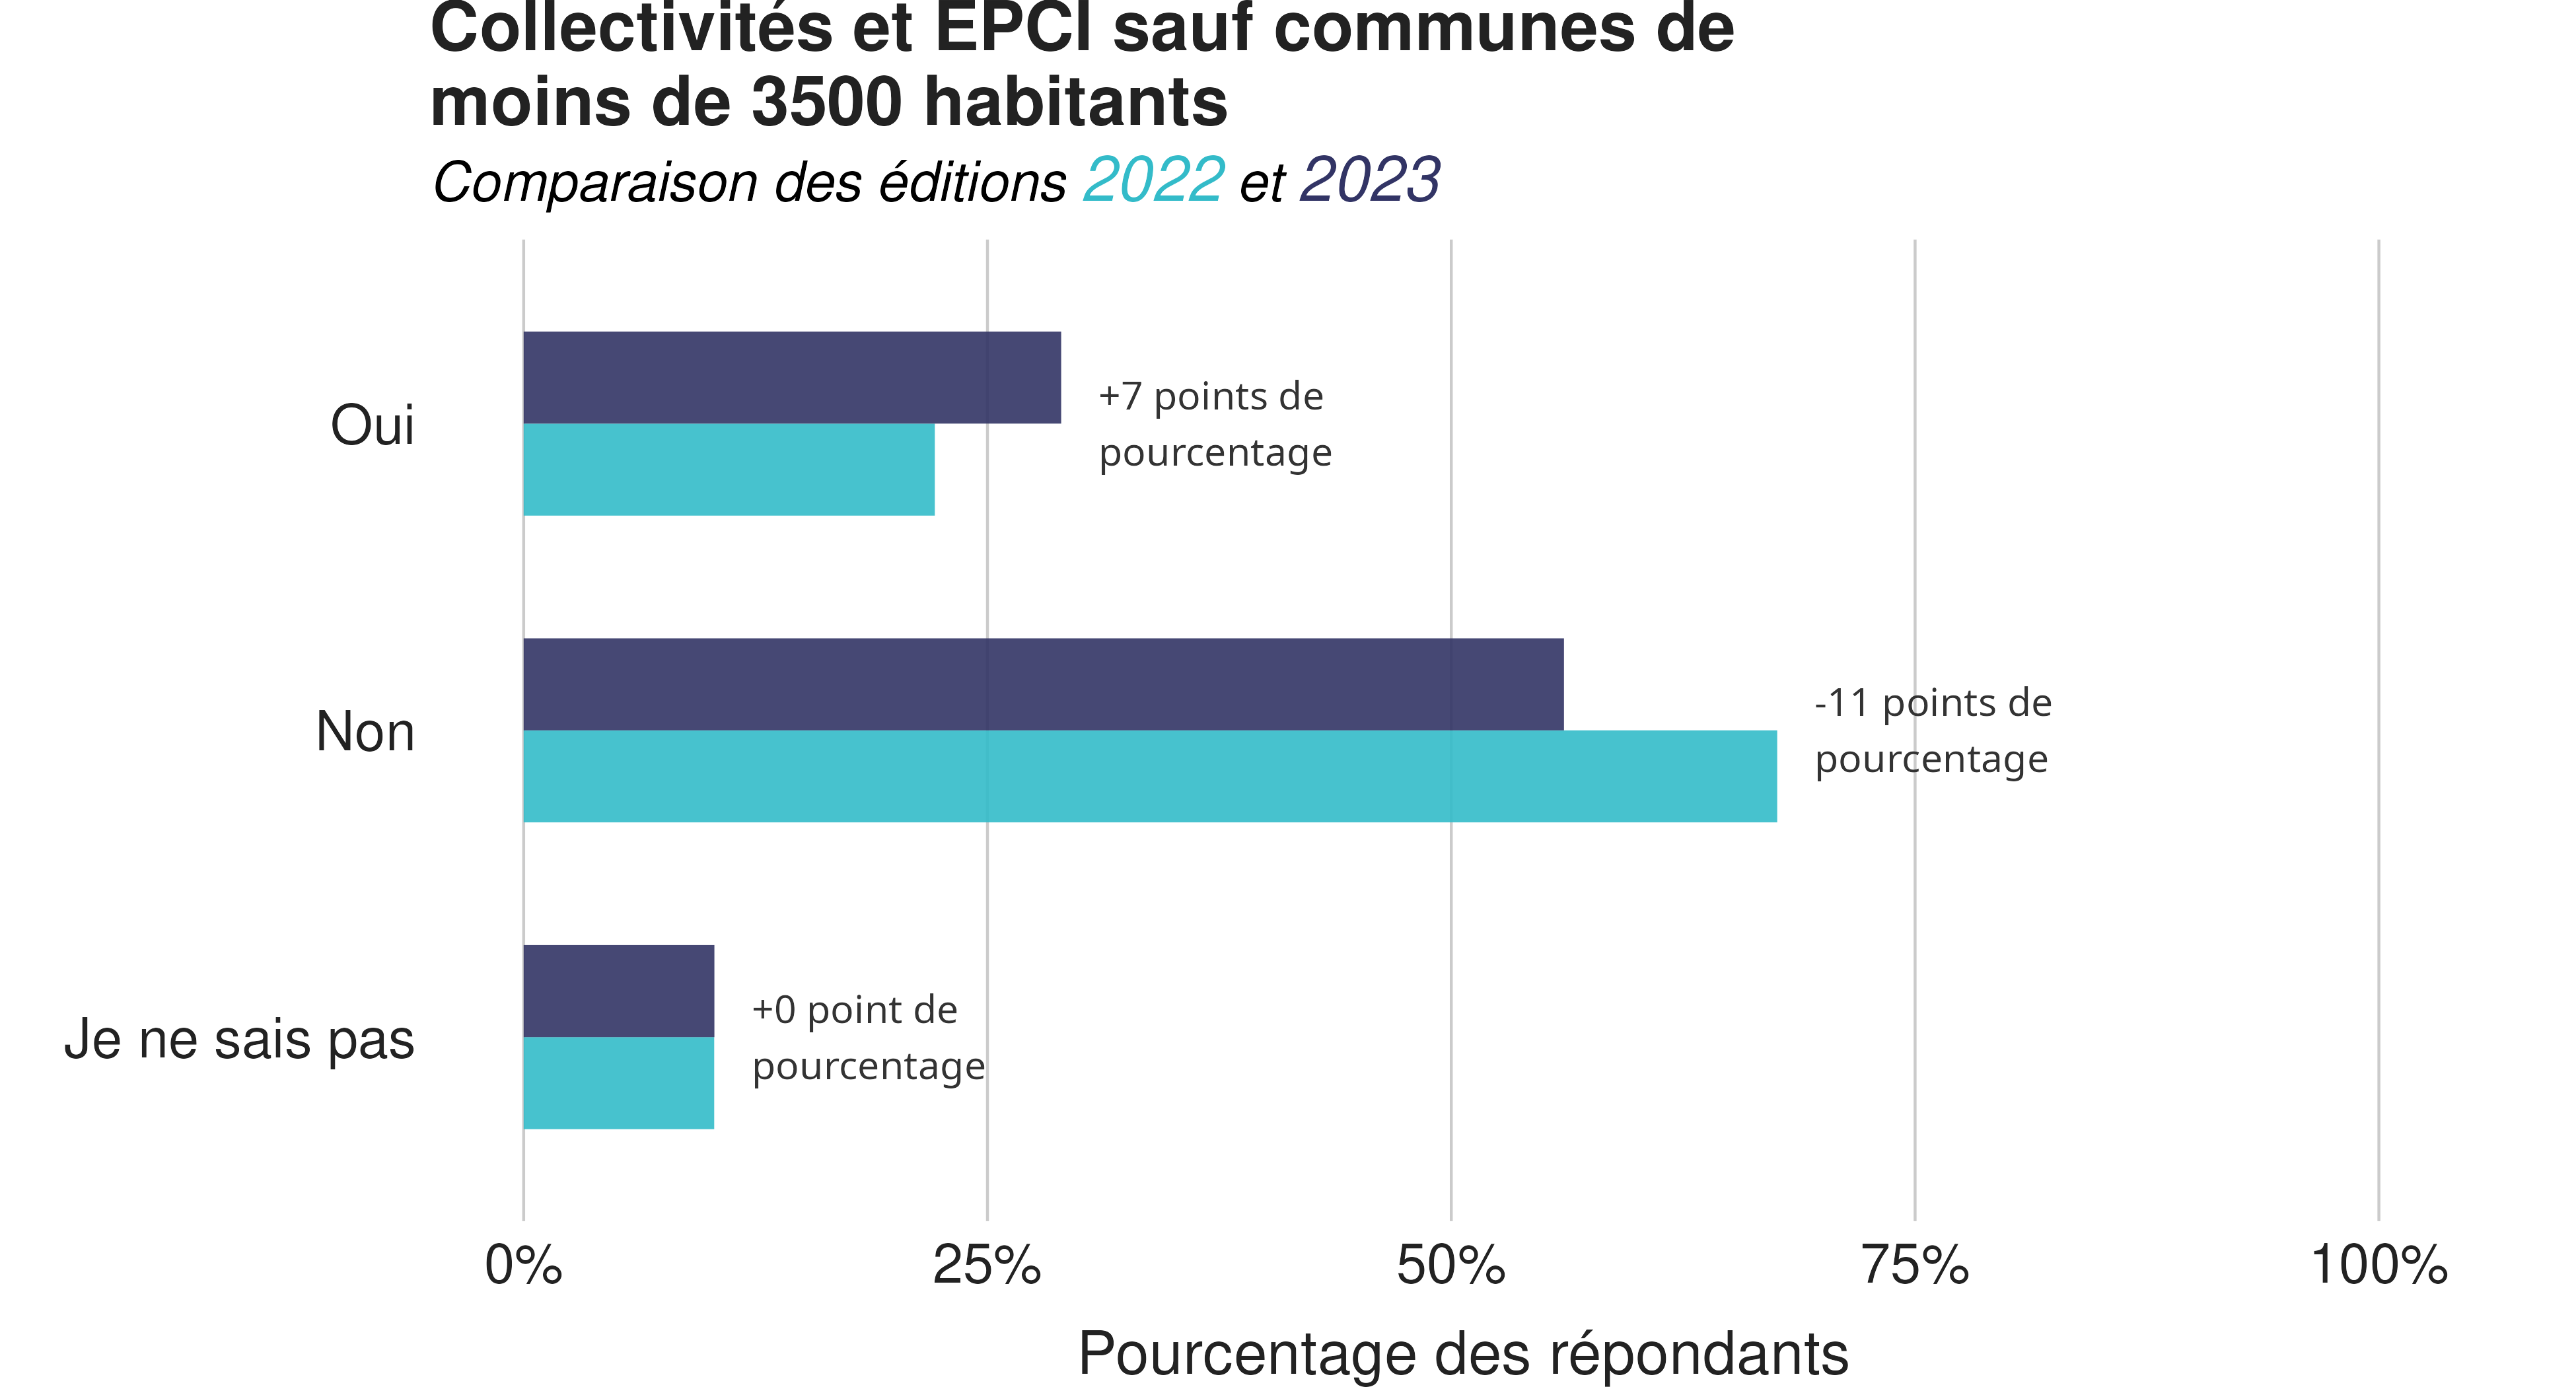 Collectivités et EPCI sauf communes de
moins de 3500 habitants
Comparaison des éditions 2022 et 2023
Oui
+7 points de
pourcentage
Non
-11 points de
pourcentage
Je ne sais pas
+0 point de
pourcentage
0% 25% 50% 75% 100%
Pourcentage des répondants